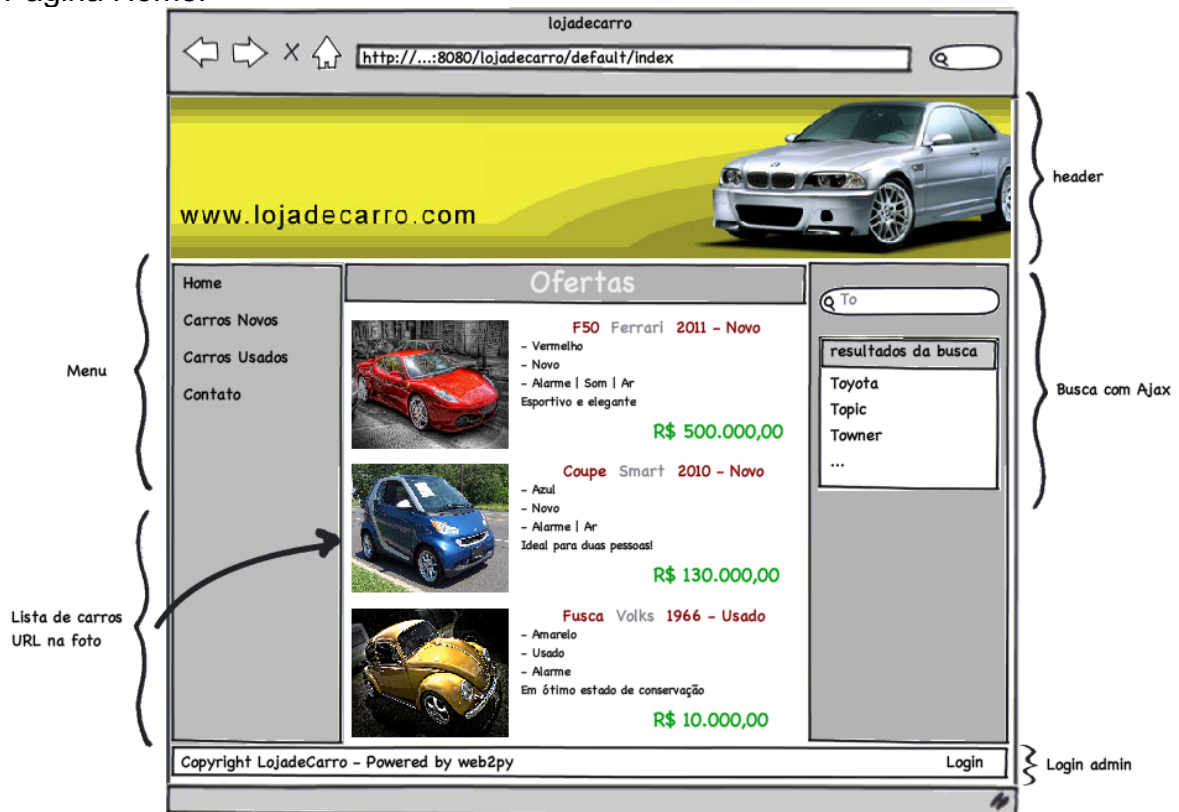 Página Home:
lojadecarro
http://...:8080/lojadecarro/default/index
www.lojadecarro.com
header
Menu
Home
Carros Novos
Carros Usados
Contato
Ofertas
F50 Ferrari 2011 - Novo
- Vermelho
- Novo
- Alarme | Som | Ar
Esportivo e elegante
R$ 500.000,00
Coupe Smart 2010 - Novo
- Azul
- Novo
- Alarme | Ar
Ideal para duas pessoas!
R$ 130.000,00
Fusca Volks 1966 - Usado
- Amarelo
- Usado
- Alarme
Em ótimo estado de conservação
R$ 10.000,00
To
resultados da busca
Toyota
Topic
Towner
...
Busca com Ajax
Lista de carros
URL na foto
Copyright LojadeCarro - Powered by web2py
Login
Login admin